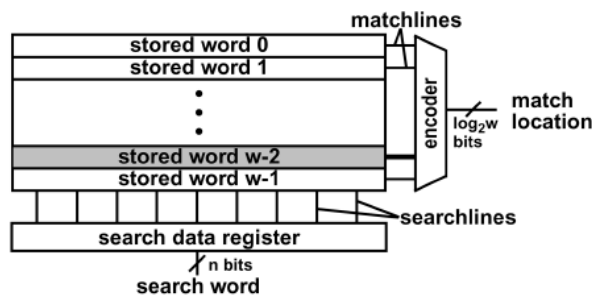 matchlines
stored word 0
stored word 1
encoder
match
location
log₂w
bits
stored word w-2
stored word w-1
searchlines
search data register
n bits
search word